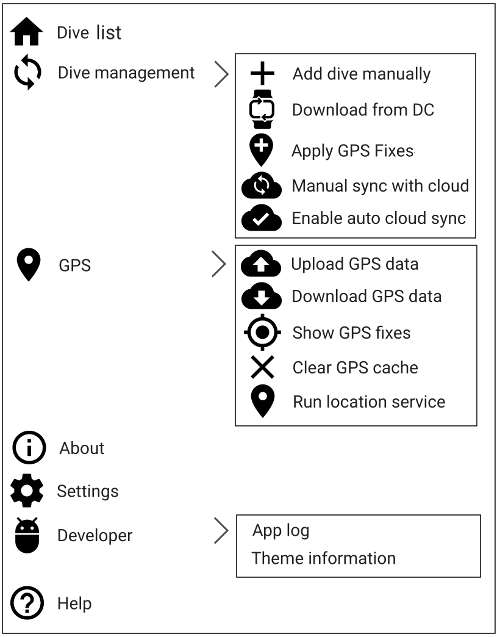 Dive list
Dive management
Add dive manually
Download from DC
Apply GPS Fixes
Manual sync with cloud
Enable auto cloud sync
GPS
Upload GPS data
Download GPS data
Show GPS fixes
Clear GPS cache
Run location service
About
Settings
Developer
App log
Theme information
Help